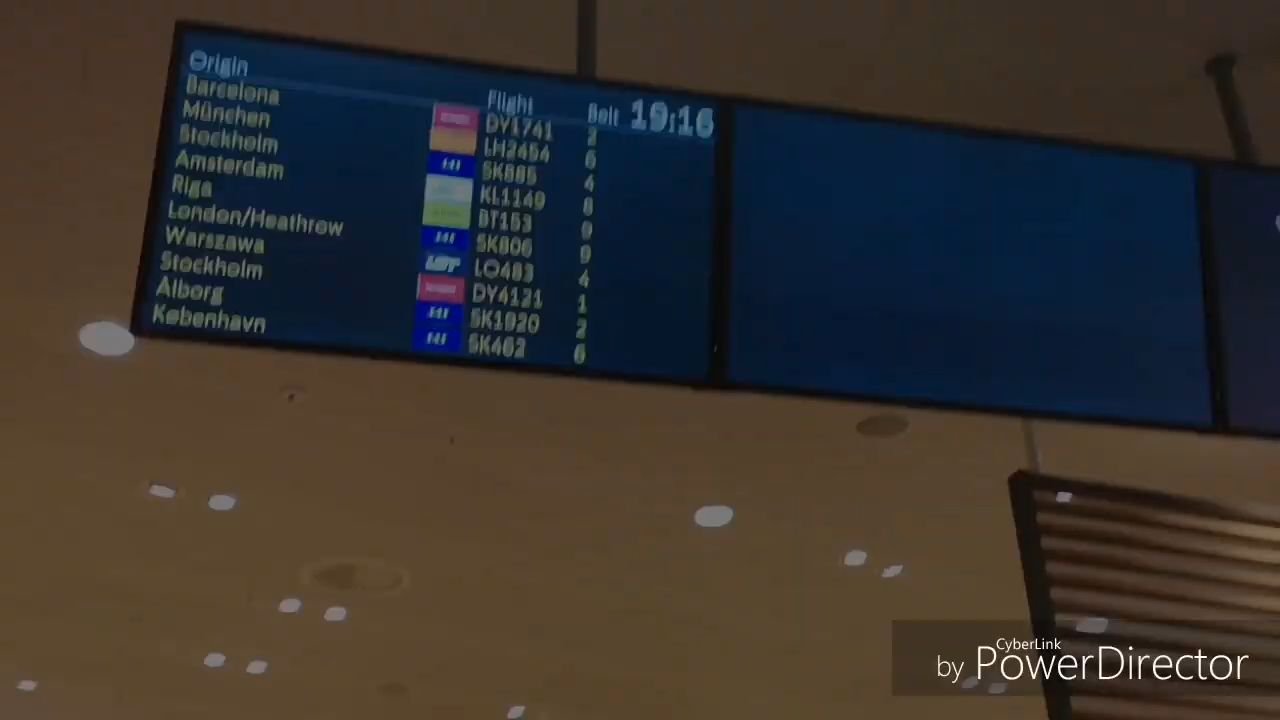 Origin Flight Belt 19:16
Barcelona DY1741 2
München LH2454 6
Stockholm SK885 4
Amsterdam KL1149 8
Riga BT153 9
London/Heathrow SK806 9
Warszawa LOT LO483 4
Stockholm DY4121 1
Alborg SK1920 2
København SK462 6
CyberLink
by PowerDirector